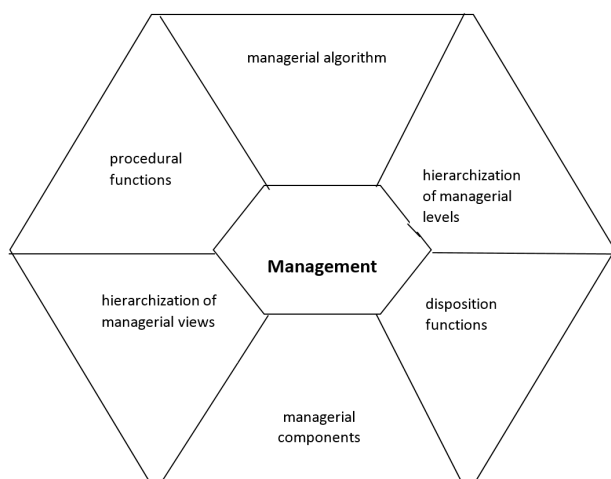 managerial algorithm
procedural
functions
hierarchization
of managerial
levels
Management
hierarchization of
managerial views
disposition
functions
managerial
components